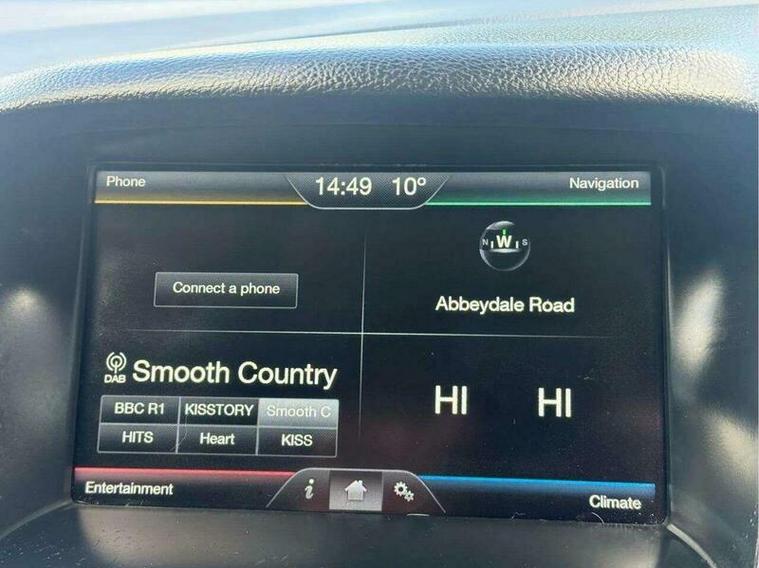 Phone
14:49 10°
Navigation
N W S
Connect a phone
Abbeydale Road
DAB
Smooth Country
BBC R1 KISSTORY Smooth C
HITS Heart KISS
HI HI
Entertainment
i
Climate